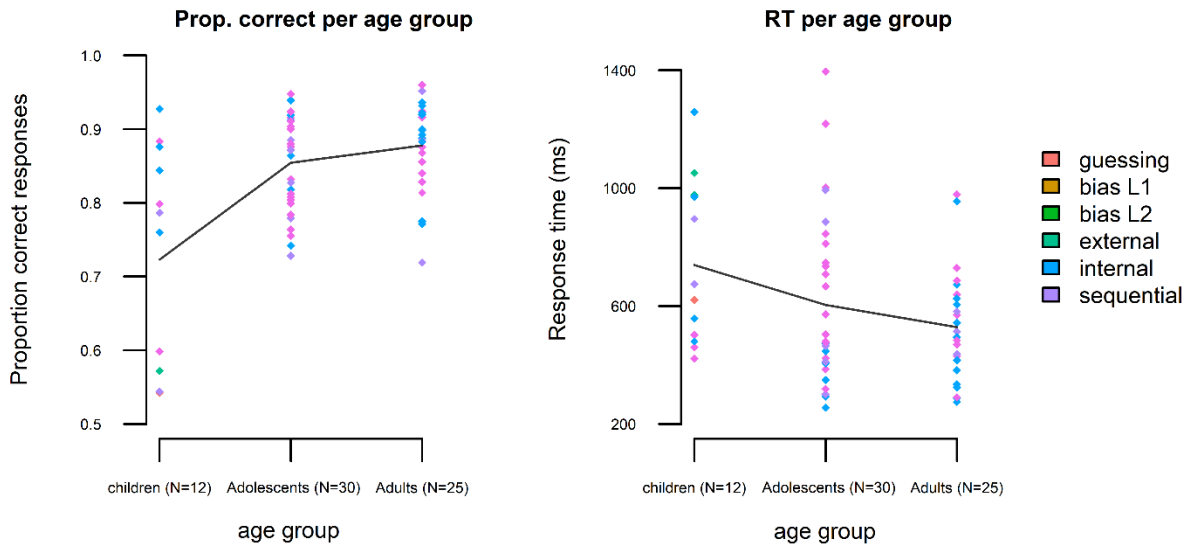 Prop. correct per age group
Proportion correct responses
1.0
0.9
0.8
0.7
0.6
0.5
children (N=12)
Adolescents (N=30)
Adults (N=25)
age group
RT per age group
Response time (ms)
1400
1000
600
200
children (N=12)
Adolescents (N=30)
Adults (N=25)
age group
guessing
bias L1
bias L2
external
internal
sequential